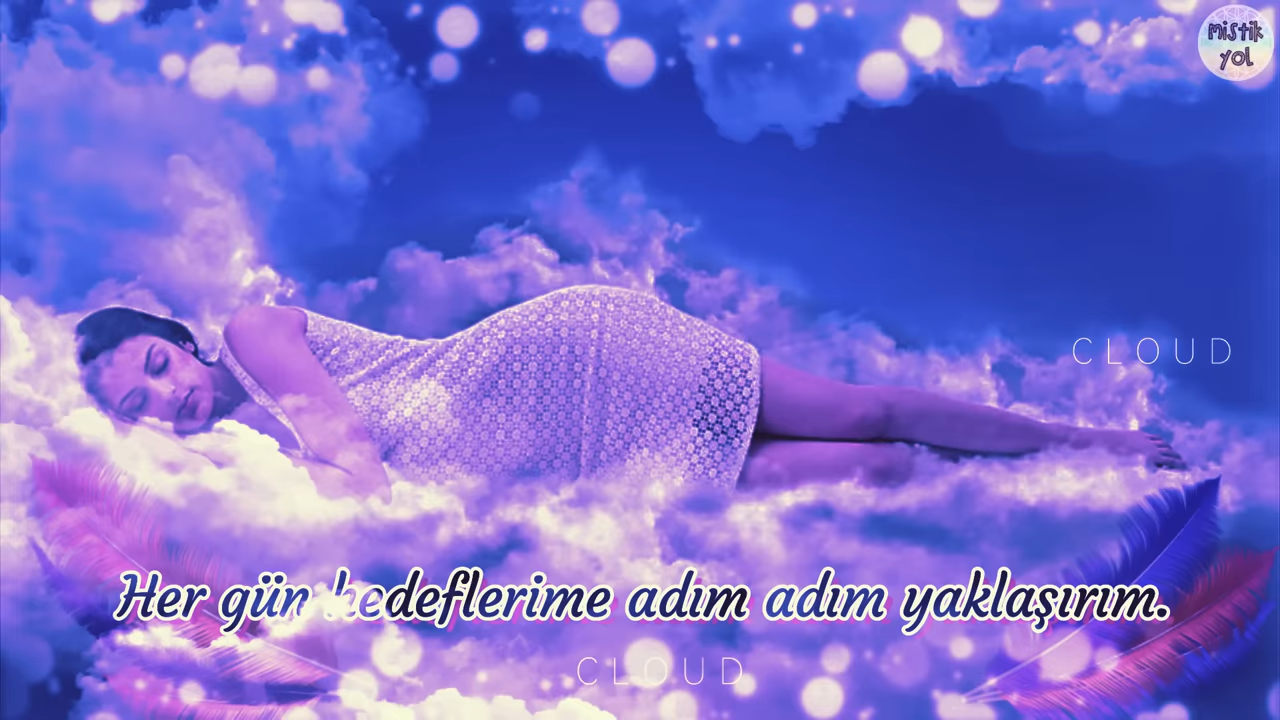 mistik
yol
CLOUD
Her gün hedeflerime adım adım yaklaşırım.
CLOUD